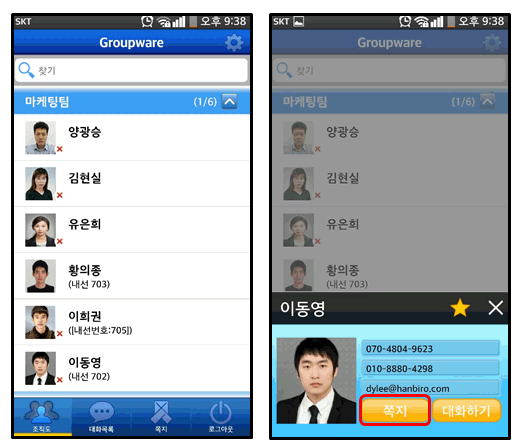 SKT 오후 9:38
Groupware
찾기
마케팅팀 (1/6)
양광승
김현실
유은희
황의종
(내선 703)
이희권
([내선번호:705])
이동영
(내선 702)
조직도 대화목록 쪽지 로그아웃
SKT 오후 9:38
Groupware
찾기
마케팅팀 (1/6)
양광승
김현실
유은희
황의종
(내선 703)
이동영
070-4804-9623
010-8880-4298
dylee@hanbiro.com
쪽지 대화하기